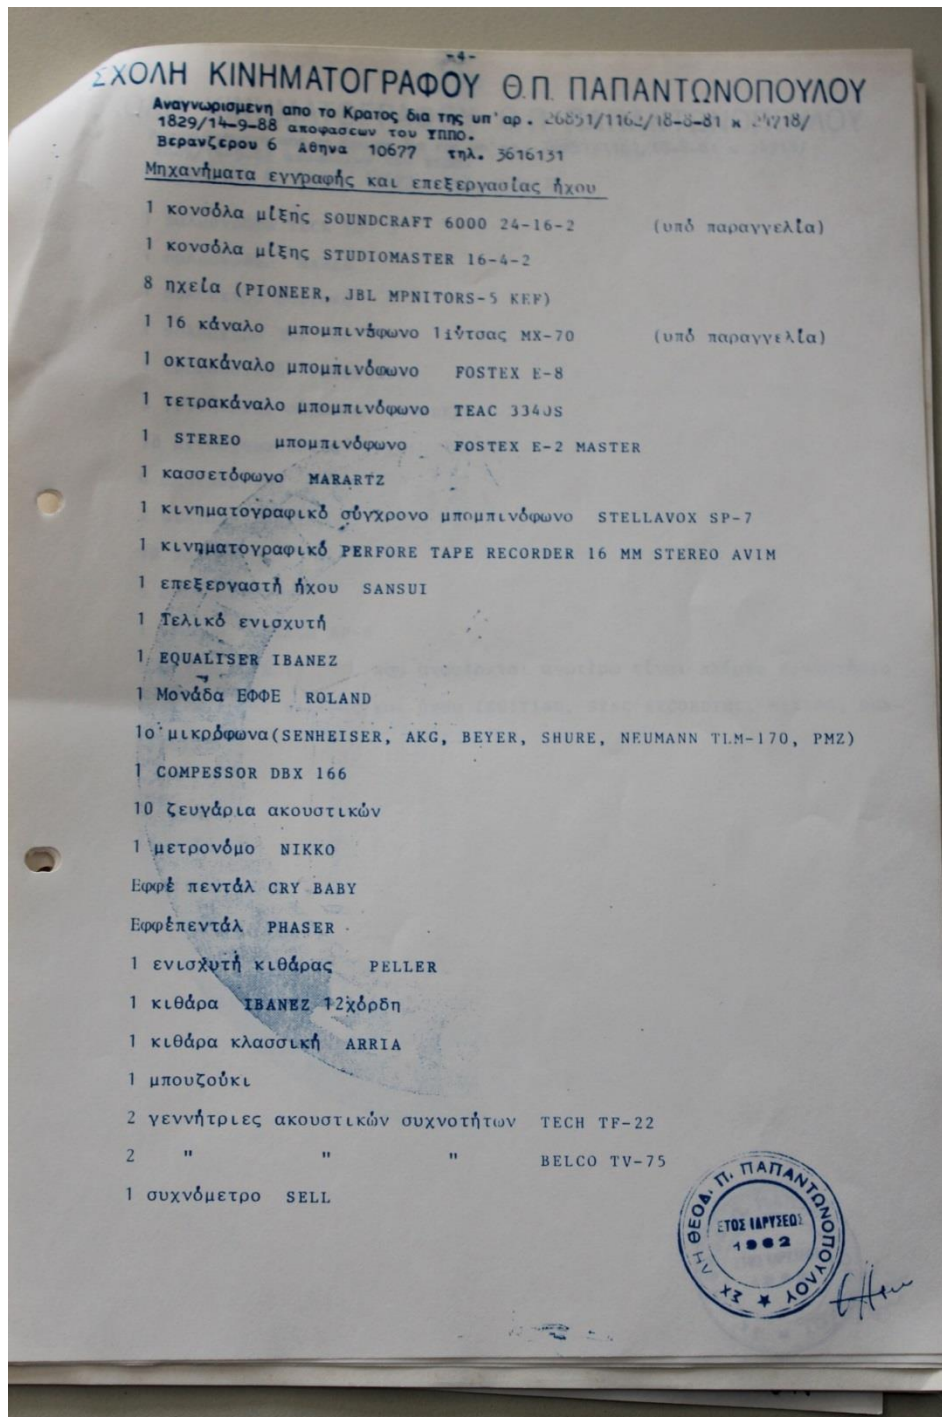 -4-
ΣΧΟΛΗ ΚΙΝΗΜΑΤΟΓΡΑΦΟΥ Θ.Π. ΠΑΠΑΝΤΩΝΟΠΟΥΛΟΥ
Αναγνωρισμενη απο το Κρατος δια της υπ'αρ. 26851/1162/18-8-81 κ 24718/
1829/14-9-88 αποφασεων του ΥΠΠΟ.
Βερανζερου 6 Αθηνα 10677 τηλ. 3616131
Μηχανήματα εγγραφής και επεξεργασίας ήχου
1 κονσόλα μίξης SOUNDCRAFT 6000 24-16-2 (υπό παραγγελία)
1 κονσόλα μίξης STUDIOMASTER 16-4-2
8 ηχεία (PIONEER, JBL MPNITORS-5 KEF)
1 16 κάναλο μπομπινόφωνο 1ίντσας MX-70 (υπό παραγγελία)
1 οκτακάναλο μπομπινόφωνο FOSTEX E-8
1 τετρακάναλο μπομπινόφωνο TEAC 3340S
1 STEREO μπομπινόφωνο FOSTEX E-2 MASTER
1 κασσετόφωνο MARARTZ
1 κινηματογραφικό σύγχρονο μπομπινόφωνο STELLAVOX SP-7
1 κινηματογραφικό PERFORE TAPE RECORDER 16 MM STEREO AVIM
1 επεξεργαστή ήχου SANSUI
1 Τελικό ενισχυτή
1 EQUALISER IBANEZ
1 Μονάδα ΕΦΦΕ ROLAND
1ο μικρόφωνα(SENHEISER, AKG, BEYER, SHURE, NEUMANN TLM-170, PMZ)
1 COMPESSOR DBX 166
10 ζευγάρια ακουστικών
1 μετρονόμο NIKKO
Εφφέ πεντάλ CRY BABY
Εφφέπεντάλ PHASER
1 ενισχυτή κιθάρας PELLER
1 κιθάρα IBANEZ 12χόρδη
1 κιθάρα κλασσική ARRIA
1 μπουζούκι
2 γεννήτριες ακουστικών συχνοτήτων TECH TF-22
2 " " " BELCO TV-75
1 συχνόμετρο SELL
ΣΧ ΛΗ ΘΕΟΔ. Π. ΠΑΠΑΝΤΩΝΟΠΟΥΛΟΥ
ΕΤΟΣ ΙΔΡΥΣΕΩΣ
1962